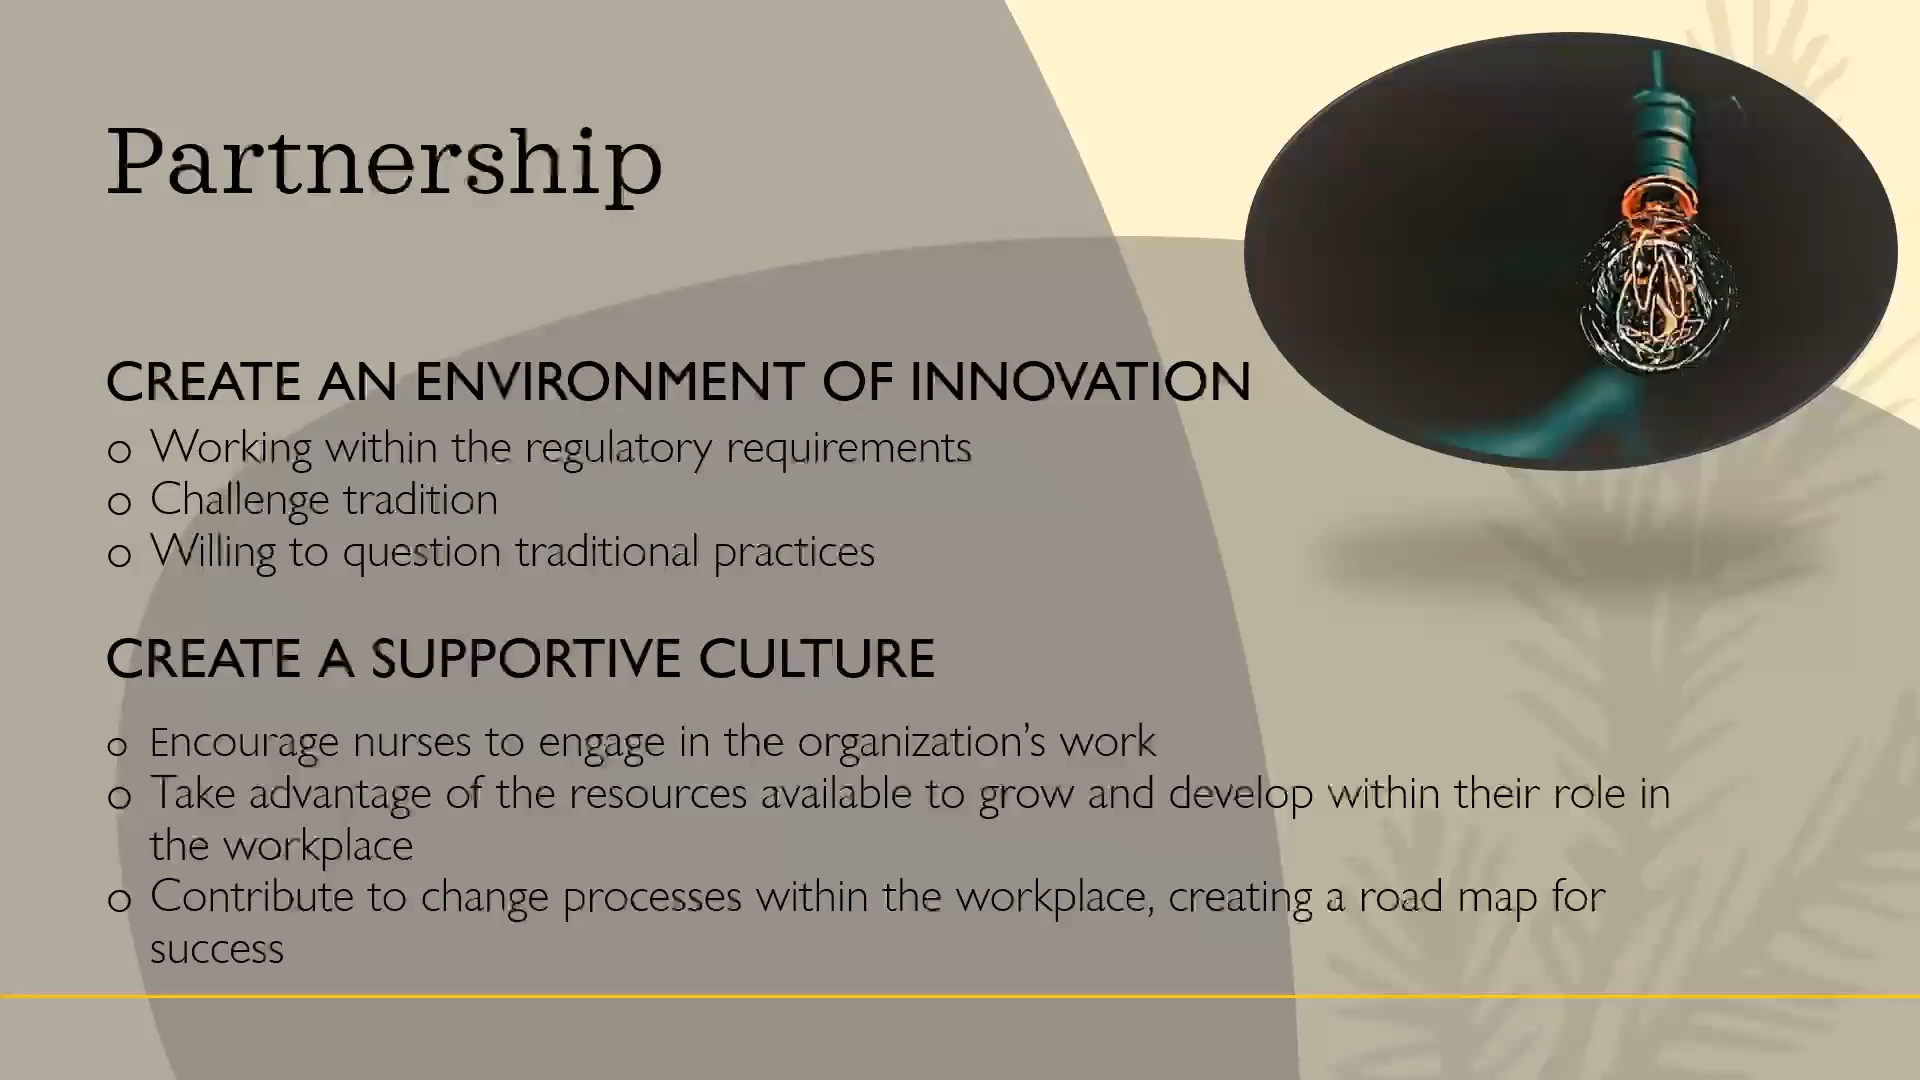 Partnership
CREATE AN ENVIRONMENT OF INNOVATION
o Working within the regulatory requirements
o Challenge tradition
o Willing to question traditional practices
CREATE A SUPPORTIVE CULTURE
o Encourage nurses to engage in the organization’s work
o Take advantage of the resources available to grow and develop within their role in
the workplace
o Contribute to change processes within the workplace, creating a road map for
success